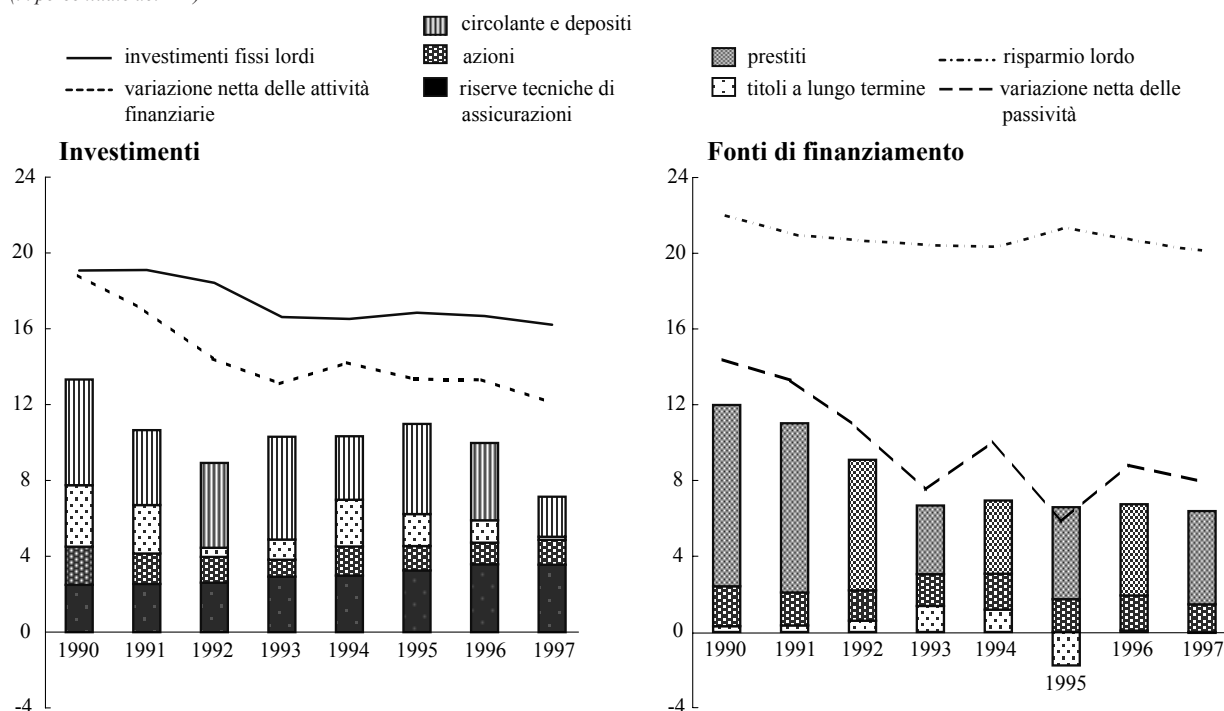 circolante e depositi
investimenti fissi lordi
azioni
prestiti
risparmio lordo
variazione netta delle attività
finanziarie
riserve tecniche di
assicurazioni
titoli a lungo termine
variazione netta delle
passività
Investimenti
Fonti di finanziamento
24
20
16
12
8
4
0
-4
1990 1991 1992 1993 1994 1995 1996 1997
24
20
16
12
8
4
0
-4
1990 1991 1992 1993 1994 1996 1997
1995